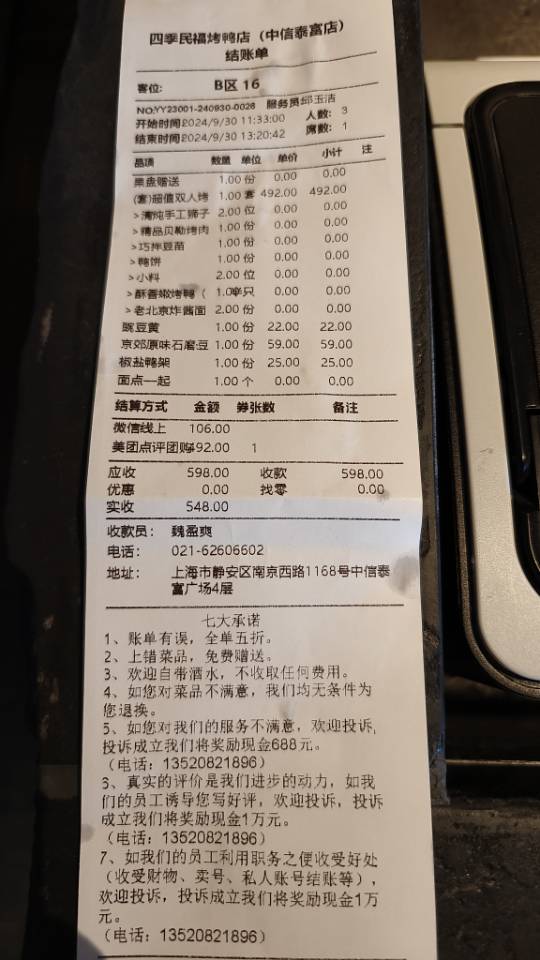 四季民福烤鸭店（中信泰富店）
结账单
客位： B区 16
NO:YY23001-240930-0026 服务员:邱玉洁
开始时间:2024/9/30 11:33:00 人数：3
结束时间:2024/9/30 13:20:42 席数：1
品项 数量 单位 单价 小计 注
果盘赠送 1.00 份 0.00 0.00
(套)超值双人烤 1.00 套 492.00 492.00
>清炖手工狮子 2.00 位 0.00 0.00
>精品贝勒烤肉 1.00 份 0.00 0.00
>巧拌豆苗 1.00 份 0.00 0.00
>鸭饼 1.00 份 0.00 0.00
>小料 2.00 位 0.00 0.00
>酥香嫩烤鸭（ 1.00 只 0.00 0.00
>老北京炸酱面 2.00 份 0.00 0.00
豌豆黄 1.00 份 22.00 22.00
京郊原味石磨豆 1.00 份 59.00 59.00
椒盐鸭架 1.00 份 25.00 25.00
面点一起 1.00 个 0.00 0.00
结算方式 金额 券张数 备注
微信线上 106.00
美团点评团购492.00 1
应收 598.00 收款 598.00
优惠 0.00 找零 0.00
实收 548.00
收款员： 魏盈爽
电话： 021-62606602
地址： 上海市静安区南京西路1168号中信泰
富广场4层
七大承诺
1、账单有误，全单五折。
2、上错菜品，免费赠送。
3、欢迎自带酒水，不收取任何费用。
4、如您对菜品不满意，我们均无条件为
您退换。
5、如您对我们的服务不满意，欢迎投诉，
投诉成立我们将奖励现金688元。
（电话：13520821896）
6、真实的评价是我们进步的动力，如我
们的员工诱导您写好评，欢迎投诉，投诉
成立我们将奖励现金1万元。
（电话：13520821896）
7、如我们的员工利用职务之便收受好处
（收受财物、卖号、私人账号结账等），
欢迎投诉，投诉成立我们将奖励现金1万
元。
（电话：13520821896）